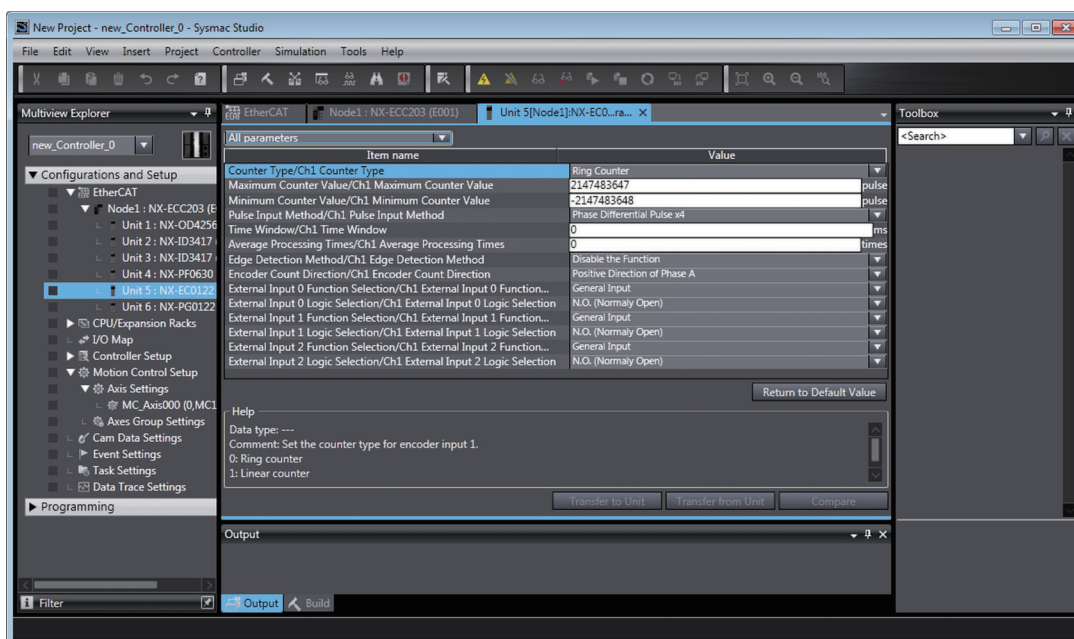 New Project - new_Controller_0 - Sysmac Studio
File Edit View Insert Project Controller Simulation Tools Help
Multiview Explorer
new_Controller_0
Configurations and Setup
EtherCAT
Node1 : NX-ECC203 (E
Unit 1 : NX-OD4256
Unit 2 : NX-ID3417
Unit 3 : NX-ID3417
Unit 4 : NX-PF0630
Unit 5 : NX-EC0122
Unit 6 : NX-PG0122
CPU/Expansion Racks
I/O Map
Controller Setup
Motion Control Setup
Axis Settings
MC_Axis000 (0,MC1
Axes Group Settings
Cam Data Settings
Event Settings
Task Settings
Data Trace Settings
Programming
Filter
EtherCAT Node1 : NX-ECC203 (E001) Unit 5[Node1]:NX-EC0...ra... X
All parameters
Item name Value
Counter Type/Ch1 Counter Type Ring Counter
Maximum Counter Value/Ch1 Maximum Counter Value 2147483647 pulse
Minimum Counter Value/Ch1 Minimum Counter Value -2147483648 pulse
Pulse Input Method/Ch1 Pulse Input Method Phase Differential Pulse x4
Time Window/Ch1 Time Window 0 ms
Average Processing Times/Ch1 Average Processing Times 0 times
Edge Detection Method/Ch1 Edge Detection Method Disable the Function
Encoder Count Direction/Ch1 Encoder Count Direction Positive Direction of Phase A
External Input 0 Function Selection/Ch1 External Input 0 Function... General Input
External Input 0 Logic Selection/Ch1 External Input 0 Logic Selection N.O. (Normaly Open)
External Input 1 Function Selection/Ch1 External Input 1 Function... General Input
External Input 1 Logic Selection/Ch1 External Input 1 Logic Selection N.O. (Normaly Open)
External Input 2 Function Selection/Ch1 External Input 2 Function... General Input
External Input 2 Logic Selection/Ch1 External Input 2 Logic Selection N.O. (Normaly Open)
Return to Default Value
Help
Data type: ---
Comment: Set the counter type for encoder input 1.
0: Ring counter
1: Linear counter
Transfer to Unit Transfer from Unit Compare
Output
Output Build
Toolbox
<Search>